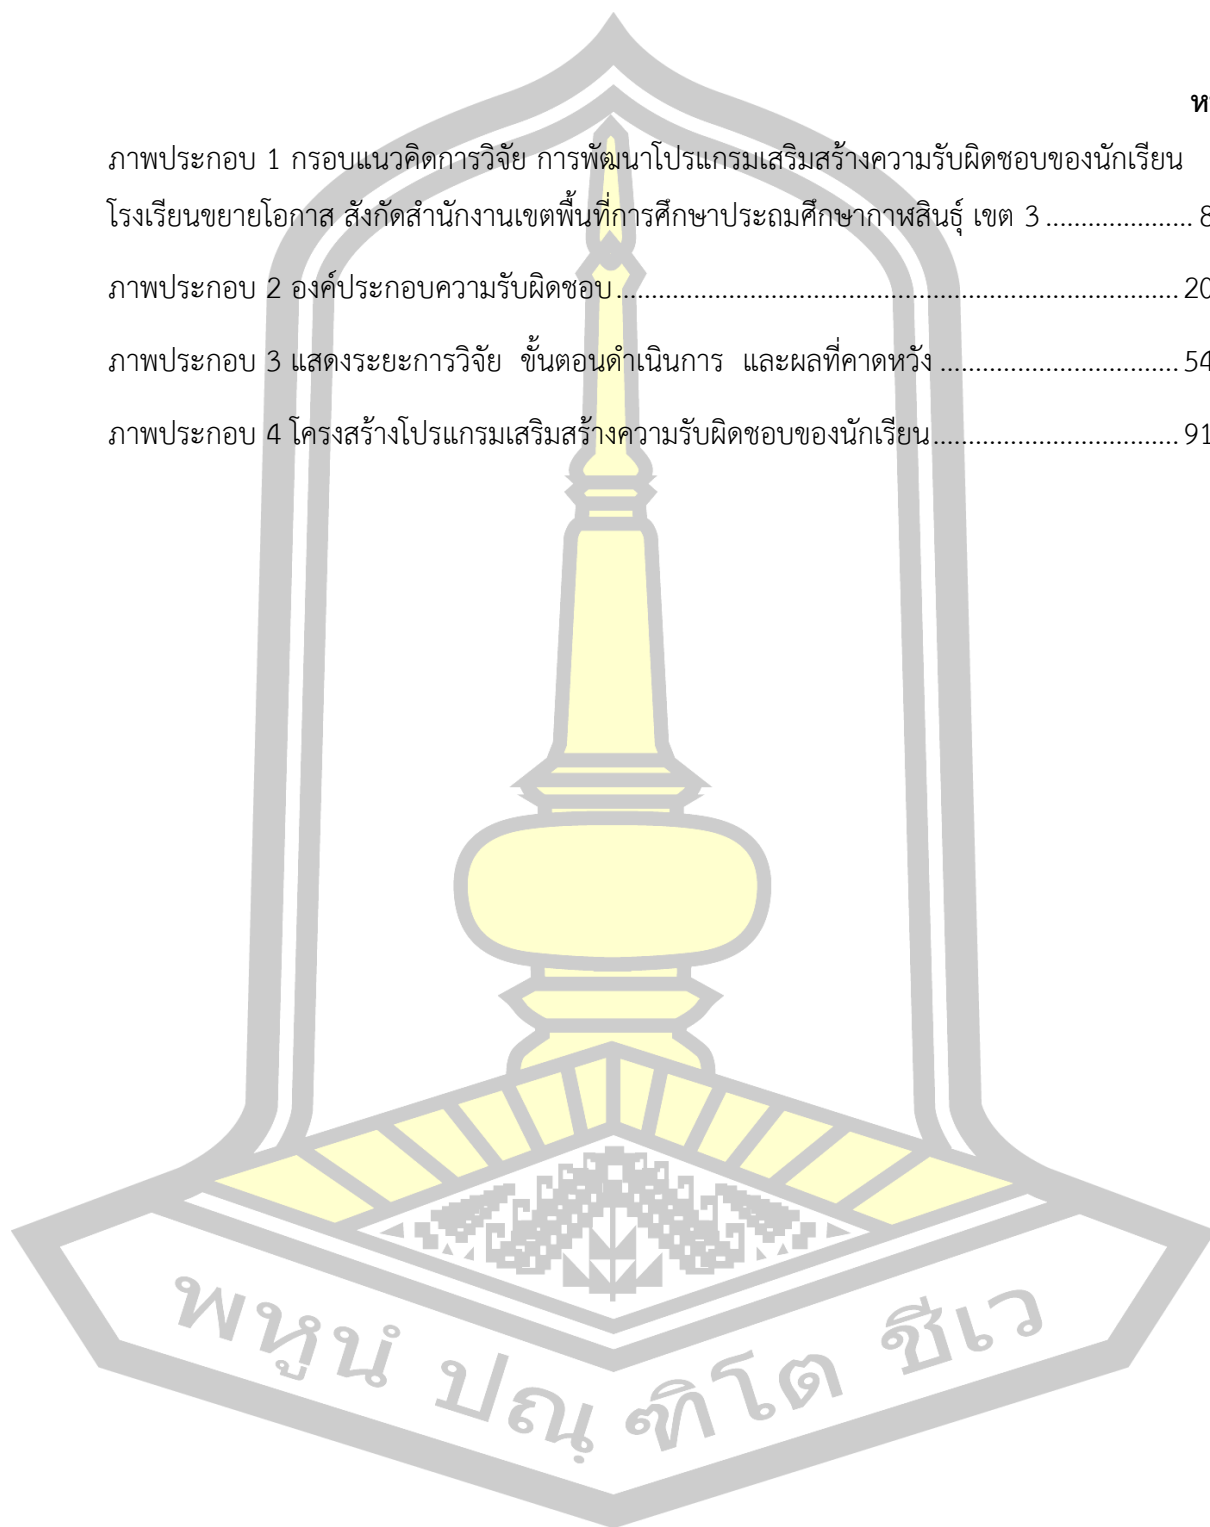 ภาพประกอบ 1 กรอบแนวคิดการวิจัย การพัฒนาโปรแกรมเสริมสร้างความรับผิดชอบของนักเรียน
โรงเรียนขยายโอกาส สังกัดสำนักงานเขตพื้นที่การศึกษาประถมศึกษากาฬสินธุ์ เขต 3 .................... 8
ภาพประกอบ 2 องค์ประกอบความรับผิดชอบ ............................................................................ 20
ภาพประกอบ 3 แสดงระยะการวิจัย ขั้นตอนดำเนินการ และผลที่คาดหวัง ................................ 54
ภาพประกอบ 4 โครงสร้างโปรแกรมเสริมสร้างความรับผิดชอบของนักเรียน ................................. 91
พหูนํ ปณฺฑิโต ชีเว